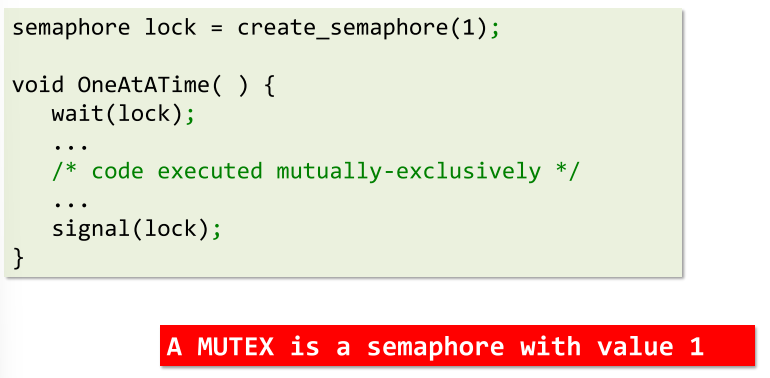 semaphore lock = create_semaphore(1);
void OneAtATime( ) {
wait(lock);
...
/* code executed mutually-exclusively */
...
signal(lock);
}
A MUTEX is a semaphore with value 1